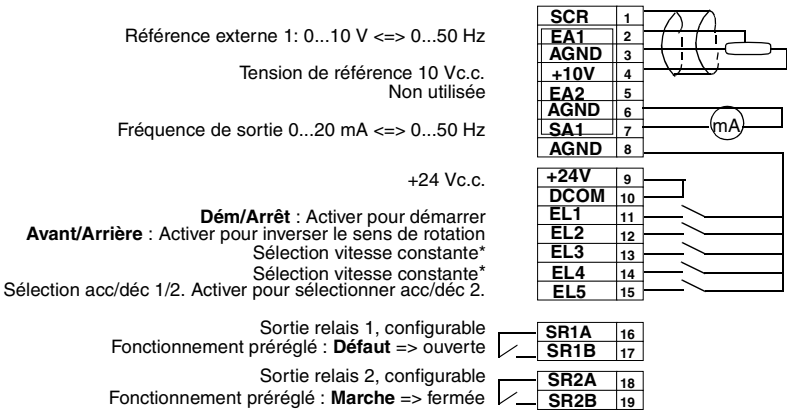 SCR 1
Référence externe 1: 0...10 V <=> 0...50 Hz EA1 2
AGND 3
Tension de référence 10 Vc.c. +10V 4
Non utilisée EA2 5
AGND 6
Fréquence de sortie 0...20 mA <=> 0...50 Hz SA1 7
mA
AGND 8
+24 Vc.c. +24V 9
DCOM 10
Dém/Arrêt : Activer pour démarrer EL1 11
Avant/Arrière : Activer pour inverser le sens de rotation EL2 12
Sélection vitesse constante* EL3 13
Sélection vitesse constante* EL4 14
Sélection acc/déc 1/2. Activer pour sélectionner acc/déc 2. EL5 15
Sortie relais 1, configurable SR1A 16
Fonctionnement préréglé : Défaut => ouverte SR1B 17
Sortie relais 2, configurable SR2A 18
Fonctionnement préréglé : Marche => fermée SR2B 19